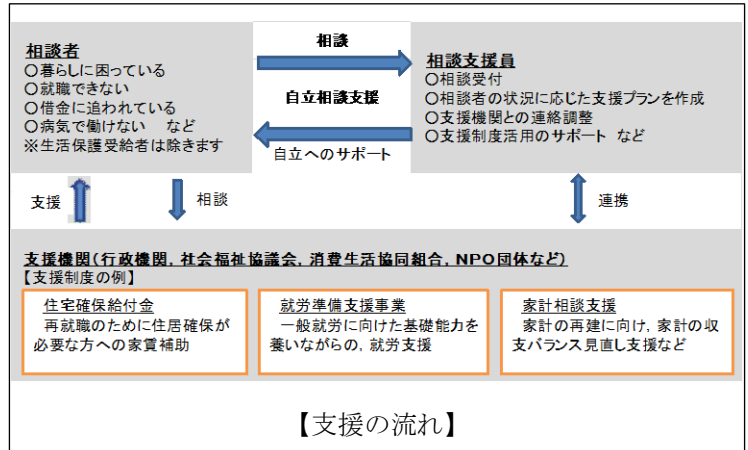 相談者
○暮らしに困っている
○就職できない
○借金に追われている
○病気で働けない など
※生活保護受給者は除きます
相談
自立相談支援
自立へのサポート
相談支援員
○相談受付
○相談者の状況に応じた支援プランを作成
○支援機関との連絡調整
○支援制度活用のサポート など
支援
相談
連携
支援機関(行政機関, 社会福祉協議会, 消費生活協同組合, NPO団体など)
【支援制度の例】
住宅確保給付金
再就職のために住居確保が
必要な方への家賃補助
就労準備支援事業
一般就労に向けた基礎能力を
養いながらの, 就労支援
家計相談支援
家計の再建に向け, 家計の収
支バランス見直し支援など
【支援の流れ】